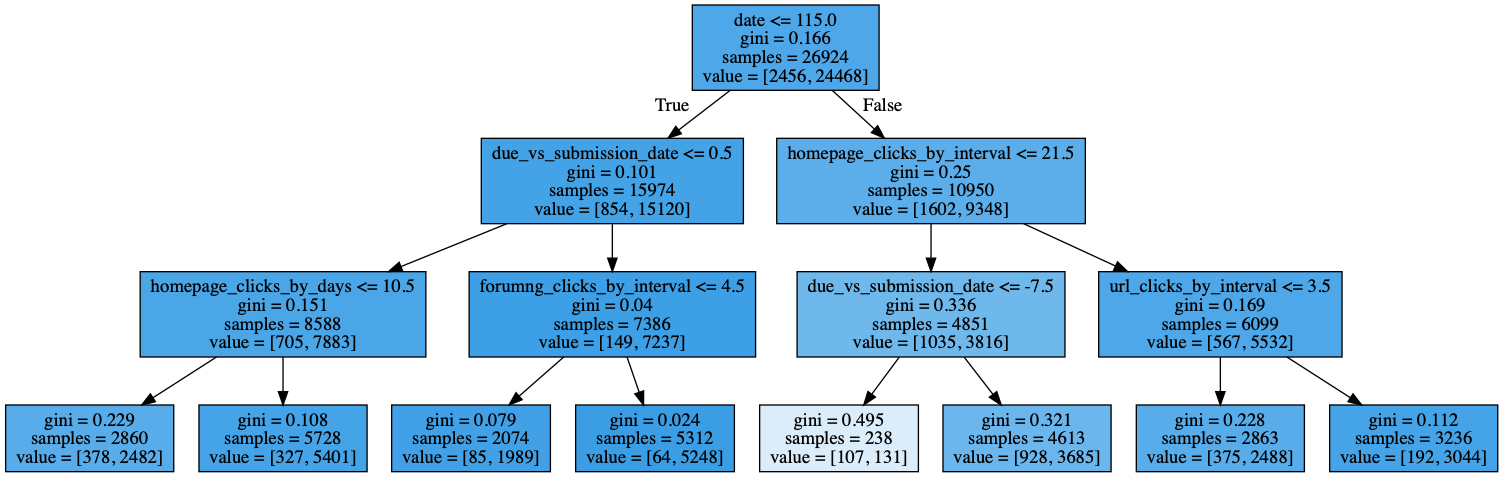 date <= 115.0
gini = 0.166
samples = 26924
value = [2456, 24468]
True
False
due_vs_submission_date <= 0.5
gini = 0.101
samples = 15974
value = [854, 15120]
homepage_clicks_by_interval <= 21.5
gini = 0.25
samples = 10950
value = [1602, 9348]
homepage_clicks_by_days <= 10.5
gini = 0.151
samples = 8588
value = [705, 7883]
forumng_clicks_by_interval <= 4.5
gini = 0.04
samples = 7386
value = [149, 7237]
due_vs_submission_date <= -7.5
gini = 0.336
samples = 4851
value = [1035, 3816]
url_clicks_by_interval <= 3.5
gini = 0.169
samples = 6099
value = [567, 5532]
gini = 0.229
samples = 2860
value = [378, 2482]
gini = 0.108
samples = 5728
value = [327, 5401]
gini = 0.079
samples = 2074
value = [85, 1989]
gini = 0.024
samples = 5312
value = [64, 5248]
gini = 0.495
samples = 238
value = [107, 131]
gini = 0.321
samples = 4613
value = [928, 3685]
gini = 0.228
samples = 2863
value = [375, 2488]
gini = 0.112
samples = 3236
value = [192, 3044]